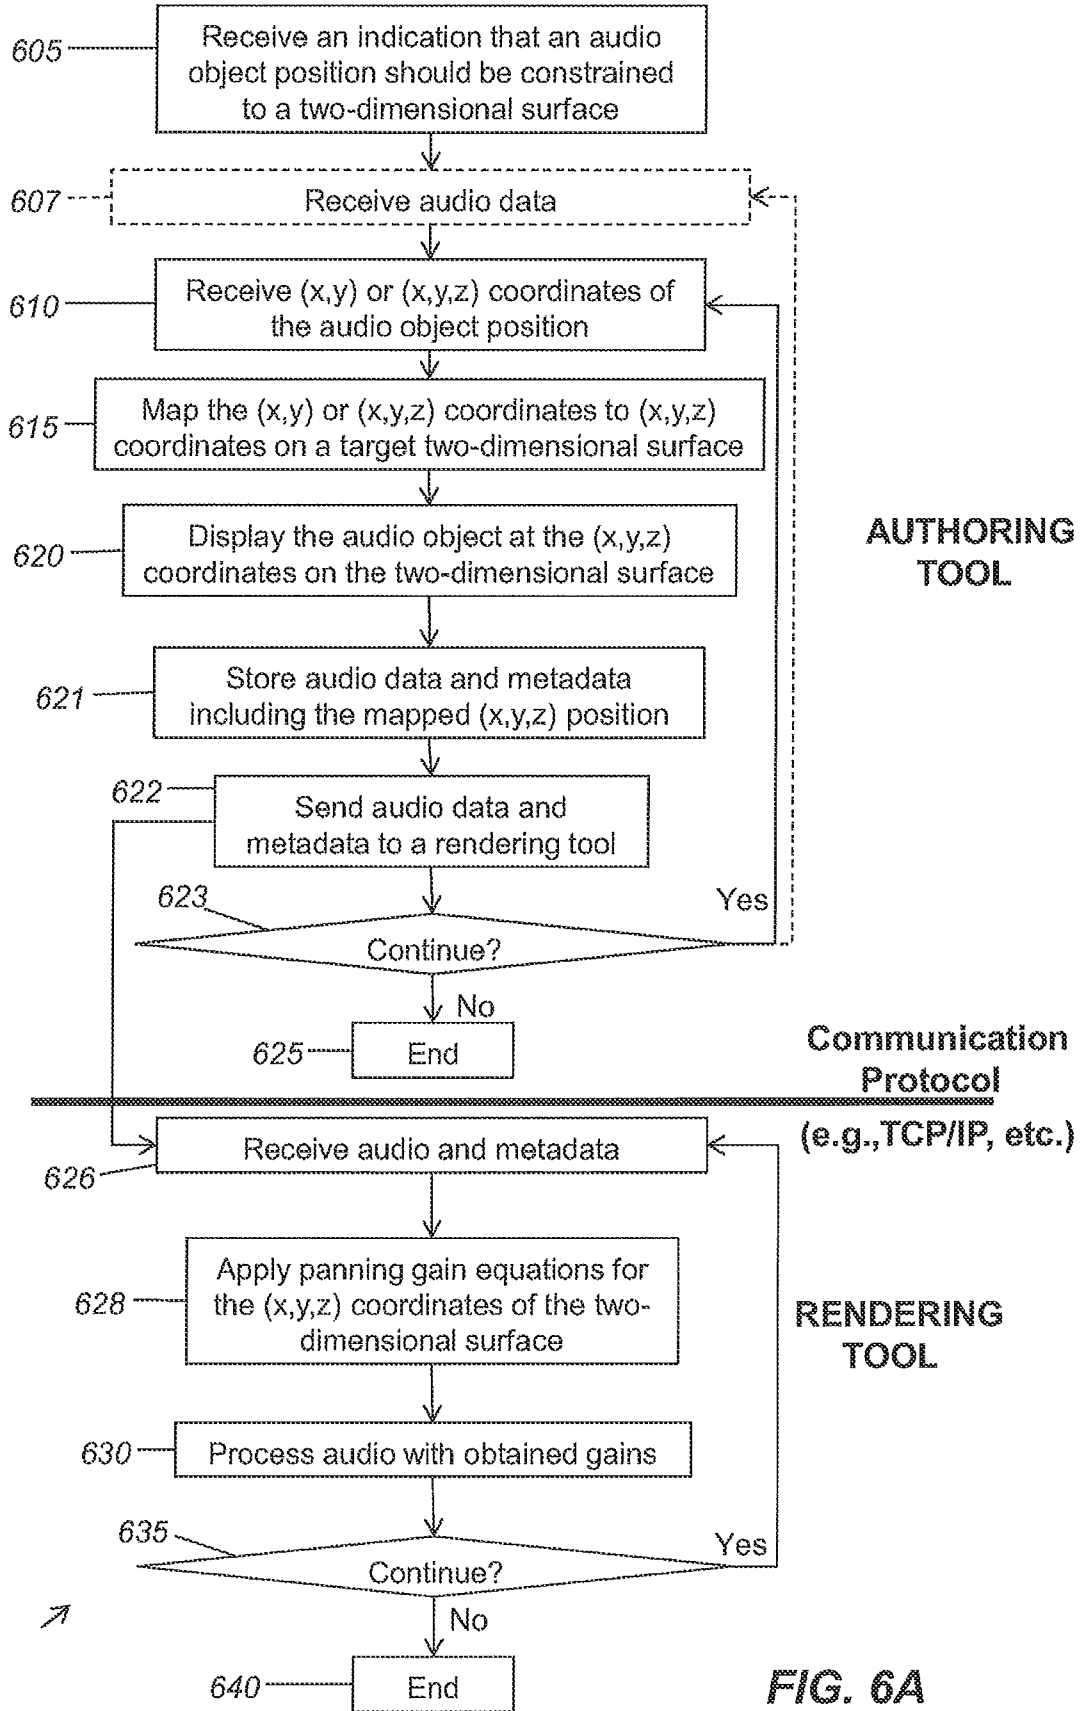 605
Receive an indication that an audio
object position should be constrained
to a two-dimensional surface
607
Receive audio data
610
Receive (x,y) or (x,y,z) coordinates of
the audio object position
615
Map the (x,y) or (x,y,z) coordinates to (x,y,z)
coordinates on a target two-dimensional surface
620
Display the audio object at the (x,y,z)
coordinates on the two-dimensional surface
AUTHORING
TOOL
621
Store audio data and metadata
including the mapped (x,y,z) position
622
Send audio data and
metadata to a rendering tool
623
Continue?
Yes
No
625
End
Communication
Protocol
(e.g.,TCP/IP, etc.)
626
Receive audio and metadata
628
Apply panning gain equations for
the (x,y,z) coordinates of the two-
dimensional surface
RENDERING
TOOL
630
Process audio with obtained gains
635
Continue?
Yes
No
640
End
FIG. 6A